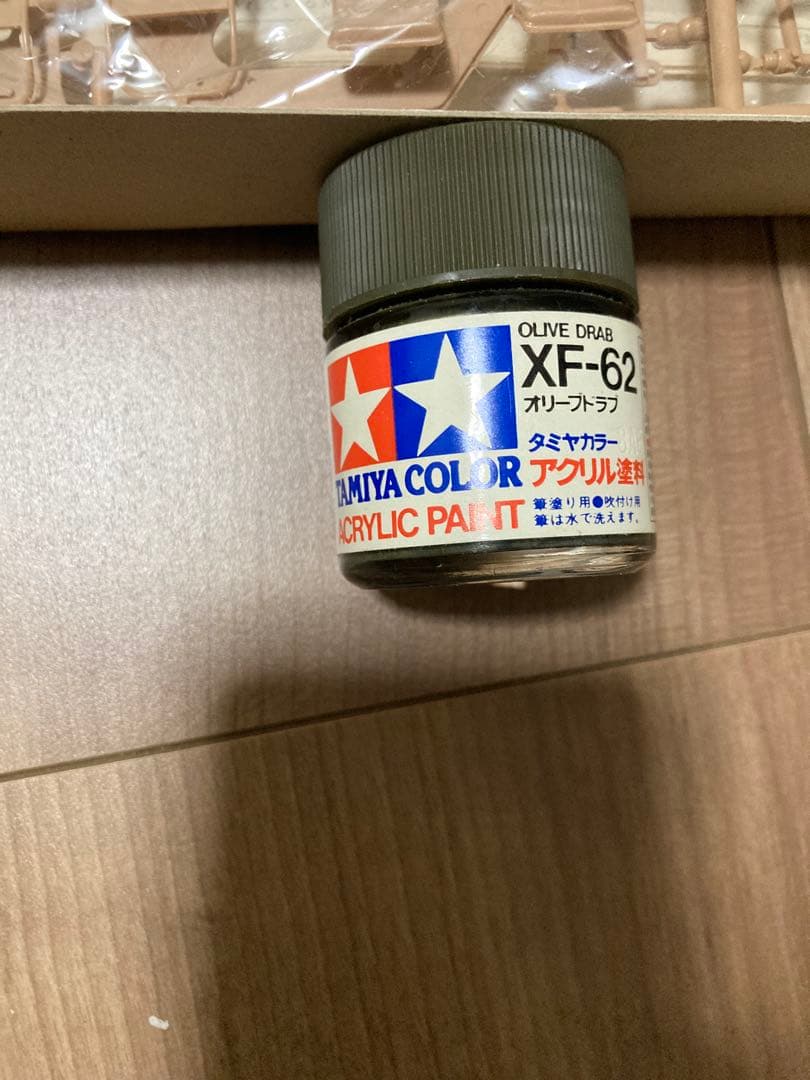 OLIVE DRAB
XF-62
オリーブドラブ
タミヤカラー
アクリル塗料
TAMIYA COLOR
ACRYLIC PAINT
筆塗り用●吹付け用
筆は水で洗えます。